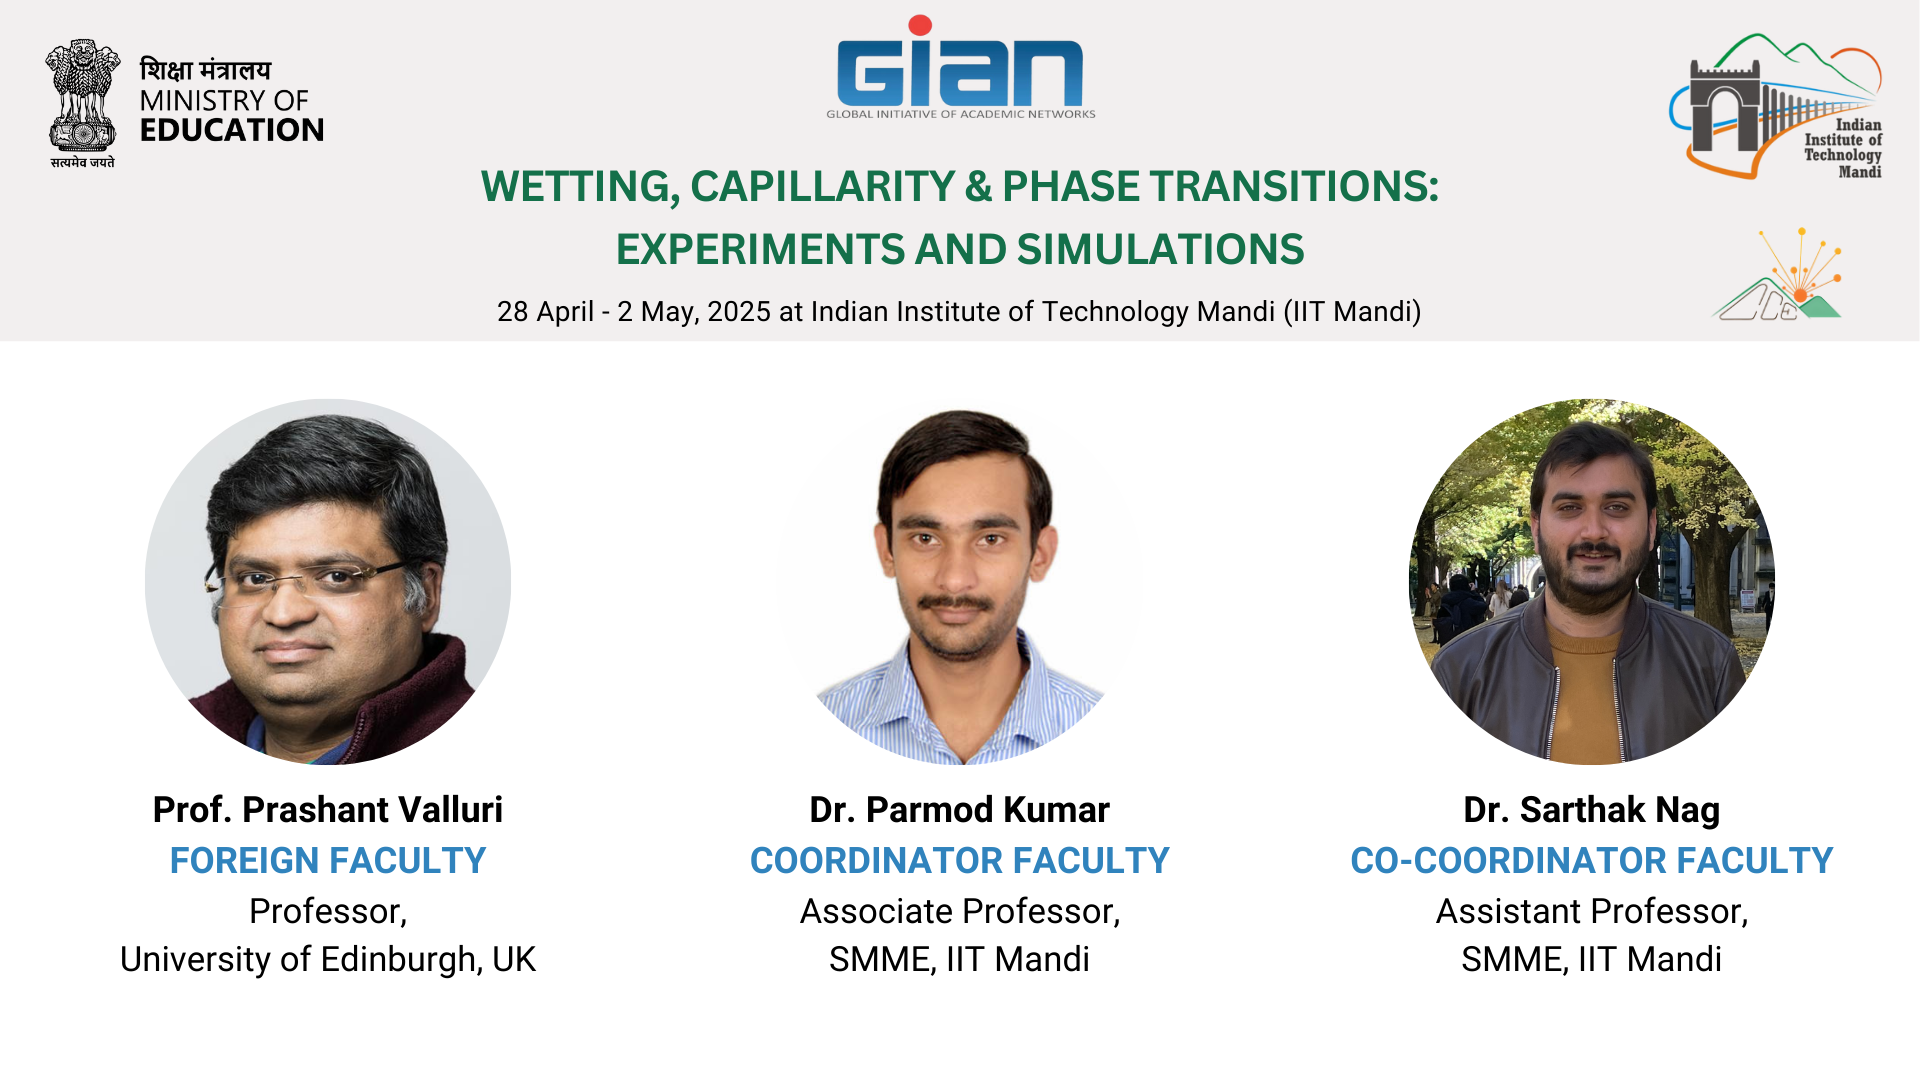 शिक्षा मंत्रालय
MINISTRY OF
EDUCATION
सत्यमेव जयते
GIAN
GLOBAL INITIATIVE OF ACADEMIC NETWORKS
Indian
Institute of
Technology
Mandi
WETTING, CAPILLARITY & PHASE TRANSITIONS:
EXPERIMENTS AND SIMULATIONS
28 April - 2 May, 2025 at Indian Institute of Technology Mandi (IIT Mandi)
Prof. Prashant Valluri
FOREIGN FACULTY
Professor,
University of Edinburgh, UK
Dr. Parmod Kumar
COORDINATOR FACULTY
Associate Professor,
SMME, IIT Mandi
Dr. Sarthak Nag
CO-COORDINATOR FACULTY
Assistant Professor,
SMME, IIT Mandi